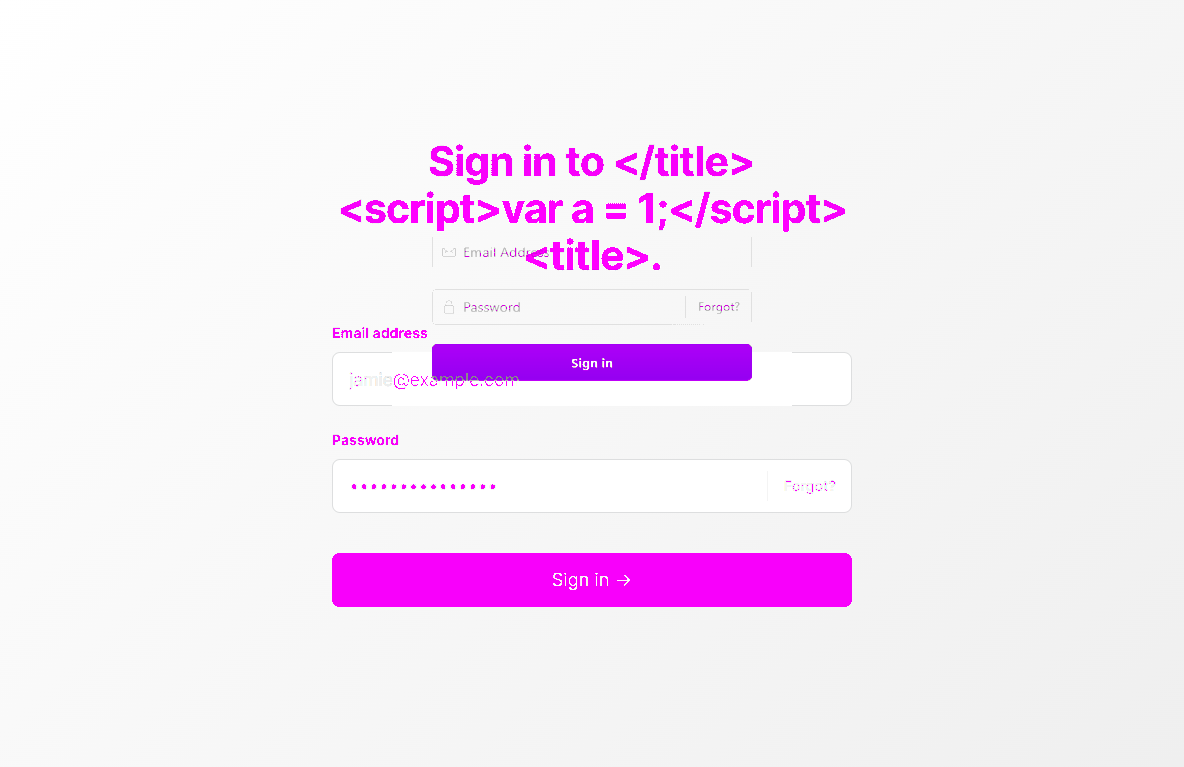 Sign in to </title>
<script>var a = 1;</script>
<title>.
Email Address
Password
Forgot?
Email address
Sign in
jamie@example.com
Password
Forgot?
Sign in →